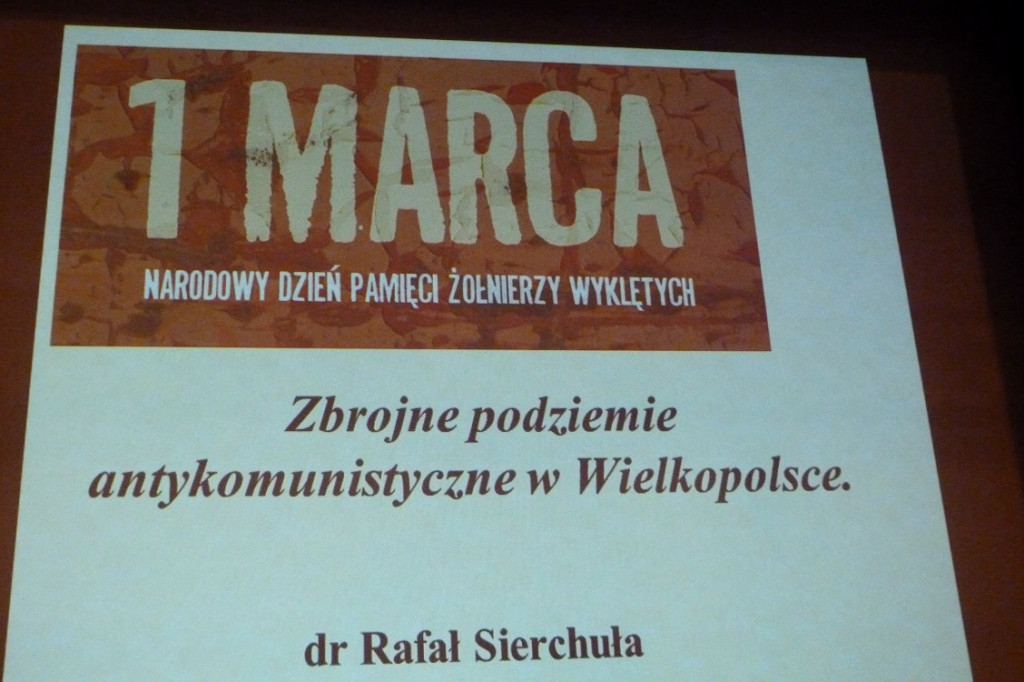 1 MARCA
NARODOWY DZIEŃ PAMIĘCI ŻOŁNIERZY WYKLĘTYCH
Zbrojne podziemie
antykomunistyczne w Wielkopolsce.
dr Rafał Sierchuła